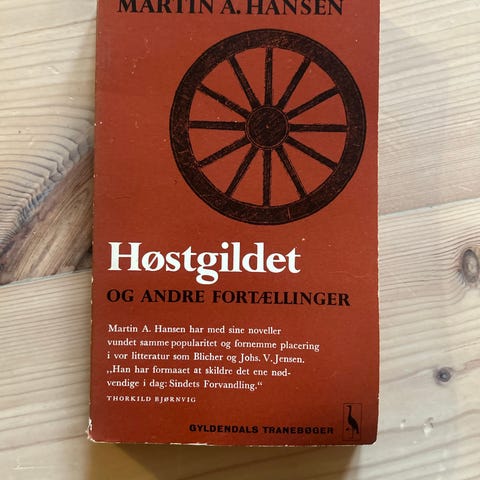 MARTIN A. HANSEN
Høstgildet
OG ANDRE FORTÆLLINGER
Martin A. Hansen har med sine noveller
vundet samme popularitet og fornemme placering
i vor litteratur som Blicher og Johs. V. Jensen.
„Han har formaaet at skildre det ene nød-
vendige i dag: Sindets Forvandling.“
THORKILD BJØRNVIG
GYLDENDALS TRANEBØGER